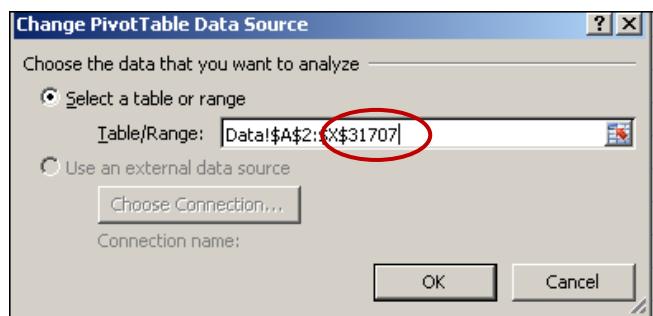 Change PivotTable Data Source
Choose the data that you want to analyze
Select a table or range
Table/Range: Data!$A$2:$X$31707
Use an external data source
Choose Connection...
Connection name:
OK Cancel